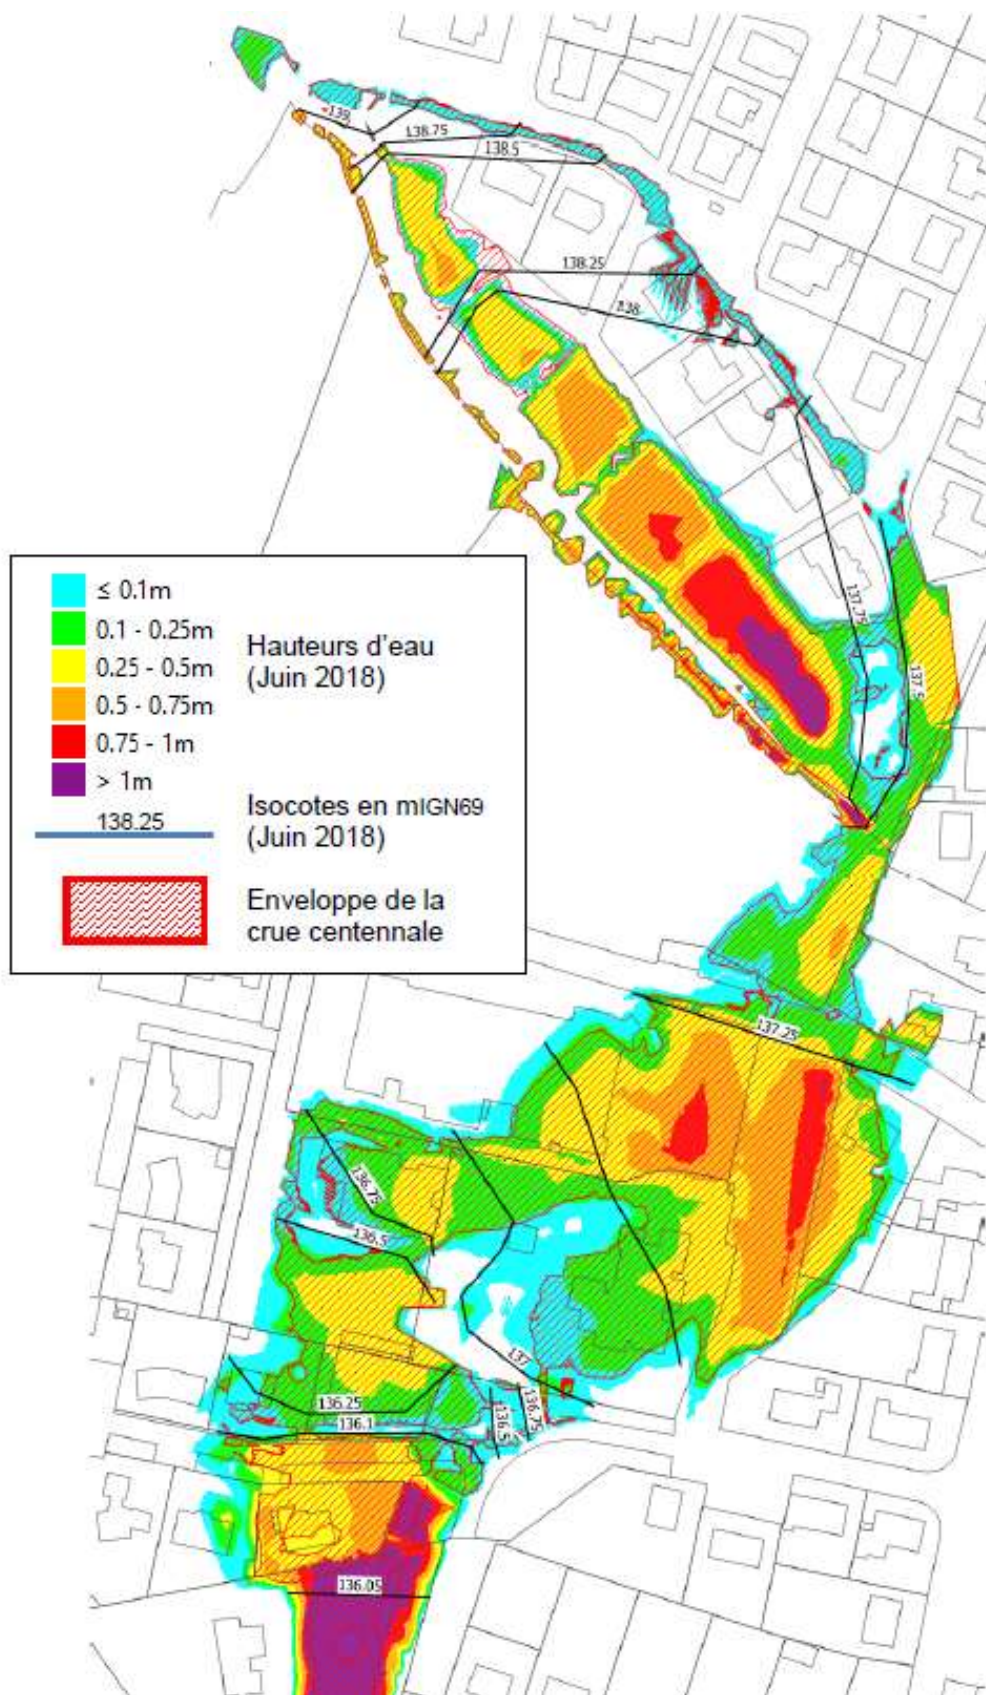 139
138.75
138.5
138.25
138
137.75
137.5
≤ 0.1m
0.1 - 0.25m
0.25 - 0.5m
0.5 - 0.75m
0.75 - 1m
> 1m
Hauteurs d'eau
(Juin 2018)
138.25
Isocotes en mIGN69
(Juin 2018)
Enveloppe de la
crue centennale
137.25
136.75
136.5
137
136.75
136.5
136.25
136.1
136.05